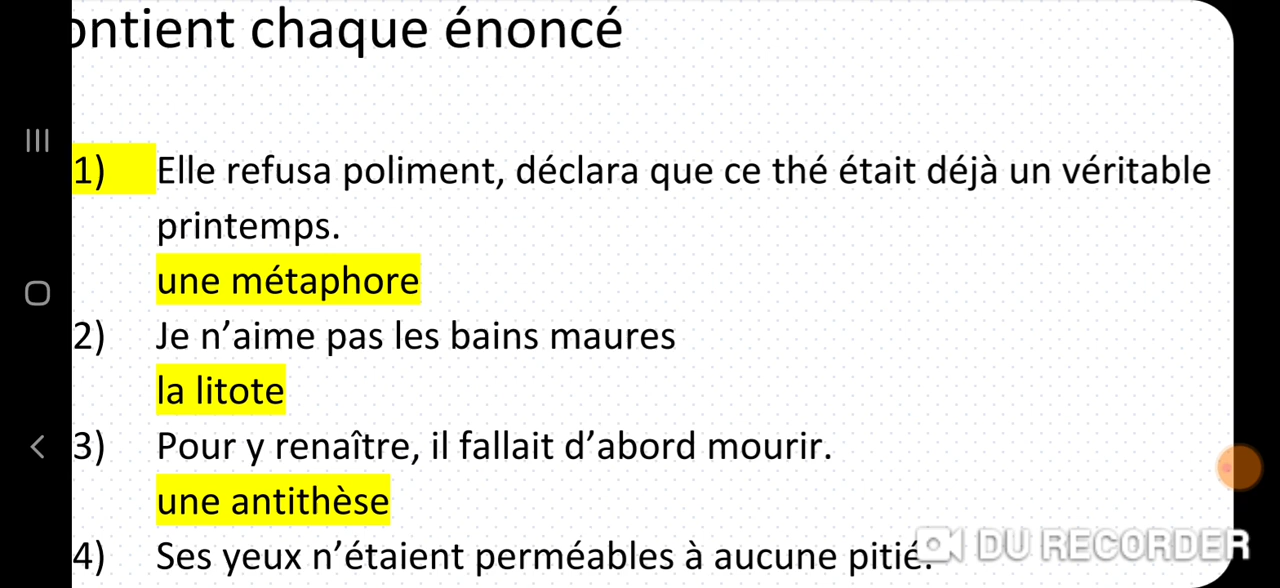 ontient chaque énoncé
1) Elle refusa poliment, déclara que ce thé était déjà un véritable
printemps.
une métaphore
2) Je n’aime pas les bains maures
la litote
3) Pour y renaître, il fallait d’abord mourir.
une antithèse
4) Ses yeux n’étaient perméables à aucune pitié.
DU RECORDER